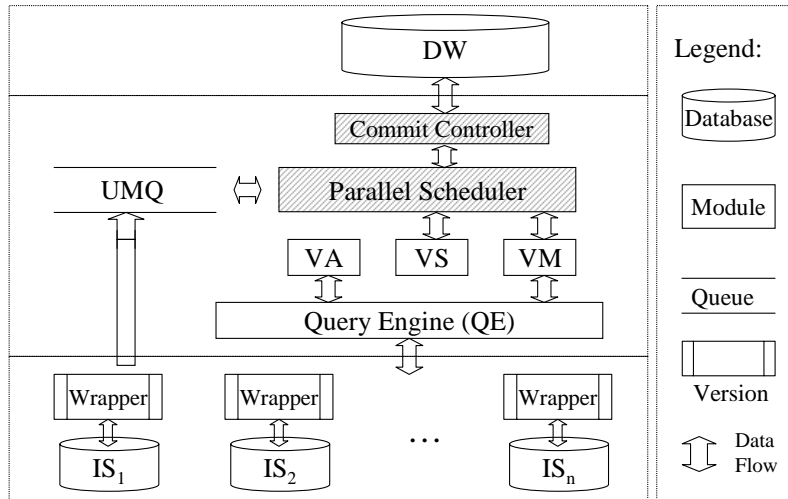 DW
Commit Controller
UMQ
Parallel Scheduler
VA
VS
VM
Query Engine (QE)
Wrapper
Wrapper
Wrapper
...
IS1
IS2
ISn
Legend:
Database
Module
Queue
Version
Data
Flow